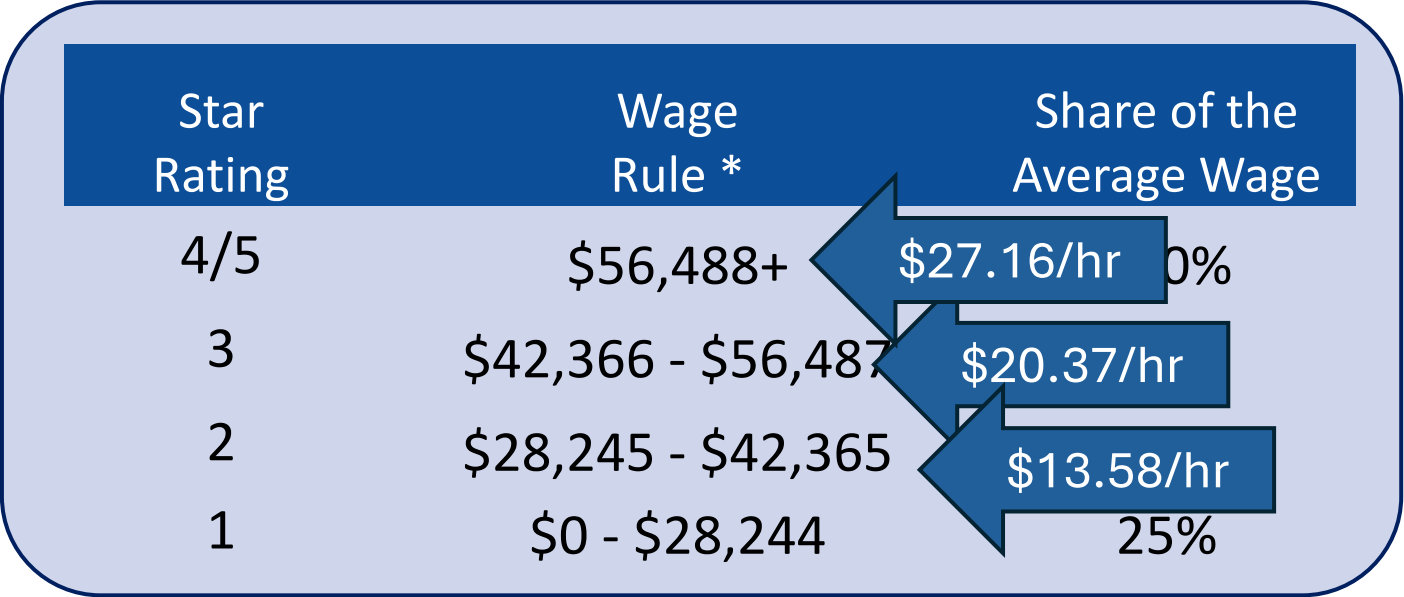 Star Rating
Wage Rule *
Share of the Average Wage
4/5
$56,488+
$27.16/hr
0%
3
$42,366 - $56,487
$20.37/hr
2
$28,245 - $42,365
$13.58/hr
1
$0 - $28,244
25%